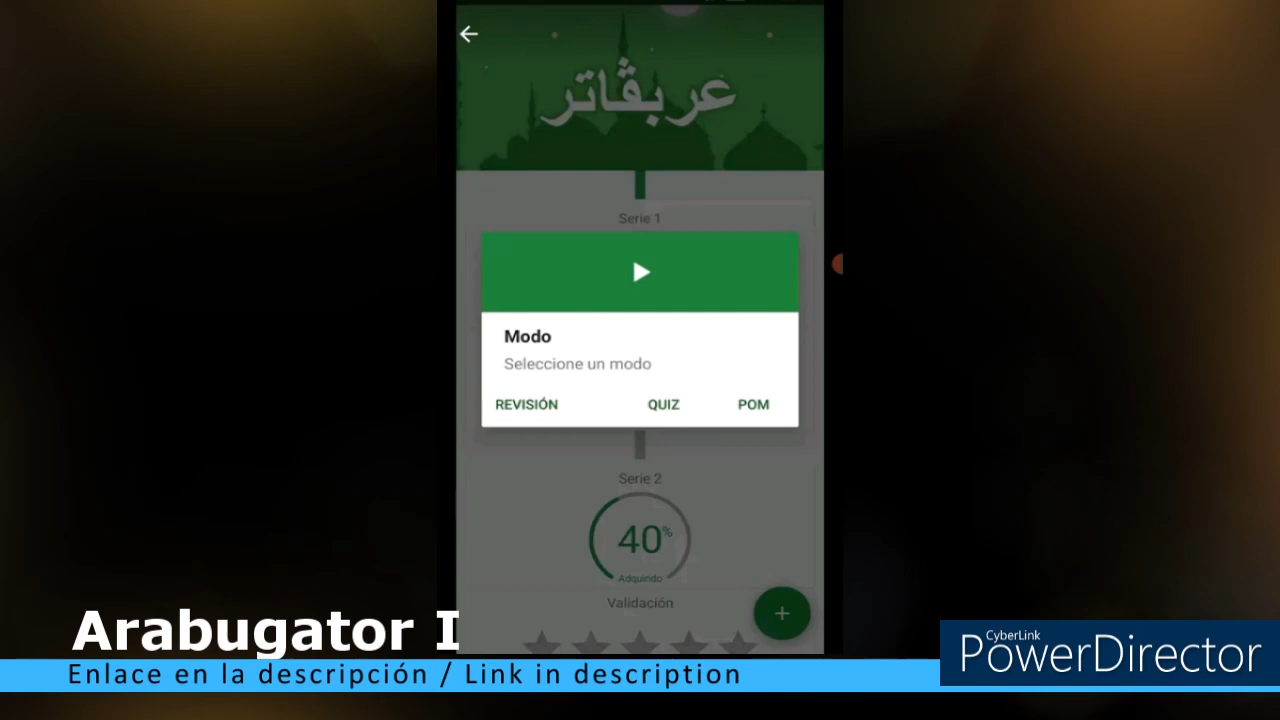 عربڤاتر
Serie 1
Modo
Seleccione un modo
REVISIÓN QUIZ POM
Serie 2
40%
Adquirido
Validación
+
Arabugator I
Enlace en la descripción / Link in description
CyberLink
PowerDirector